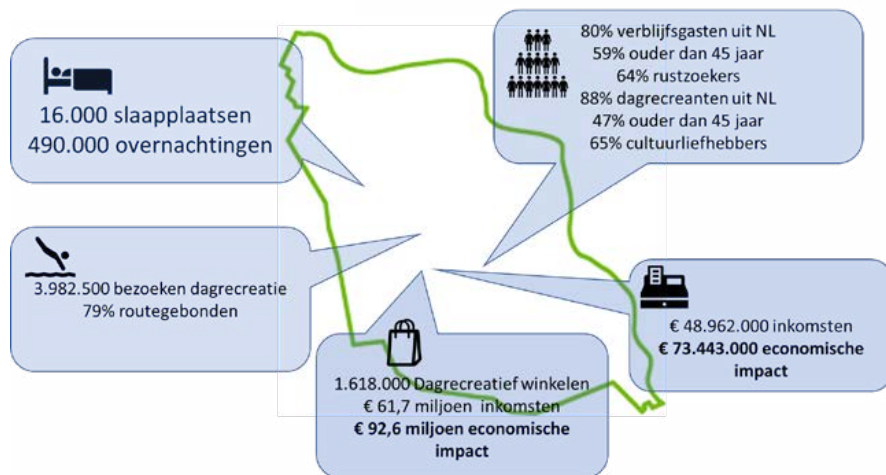 16.000 slaapplaatsen
490.000 overnachtingen
80% verblijfsgasten uit NL
59% ouder dan 45 jaar
64% rustzoekers
88% dagrecreanten uit NL
47% ouder dan 45 jaar
65% cultuurliefhebbers
3.982.500 bezoeken dagrecreatie
79% routegebonden
€ 48.962.000 inkomsten
€ 73.443.000 economische
impact
1.618.000 Dagrecreatief winkelen
€ 61,7 miljoen inkomsten
€ 92,6 miljoen economische
impact